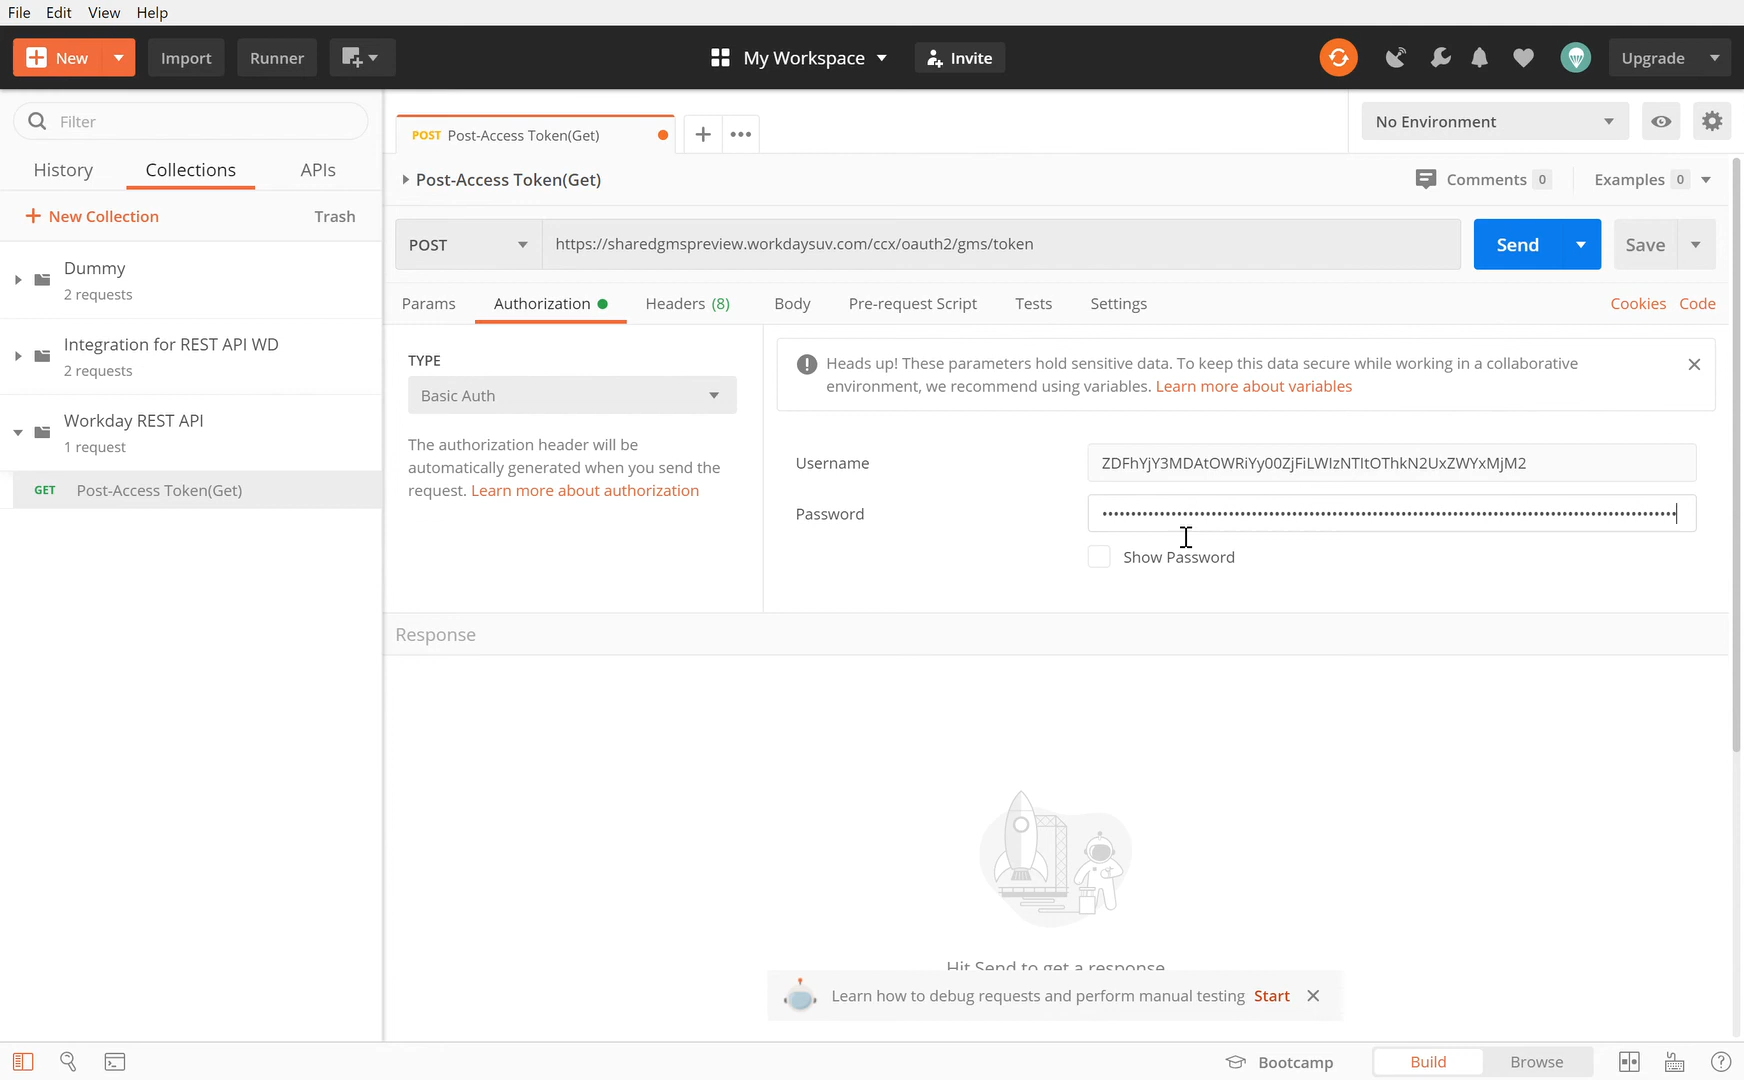 File Edit View Help
New Import Runner My Workspace Invite Upgrade
Filter
History Collections APIs
New Collection Trash
Dummy
2 requests
Integration for REST API WD
2 requests
Workday REST API
1 request
GET Post-Access Token(Get)
POST Post-Access Token(Get)
No Environment
Post-Access Token(Get) Comments 0 Examples 0
POST https://sharedgmspreview.workdaysuv.com/ccx/oauth2/gms/token Send Save
Params Authorization Headers (8) Body Pre-request Script Tests Settings Cookies Code
TYPE
Basic Auth
The authorization header will be
automatically generated when you send the
request. Learn more about authorization
Heads up! These parameters hold sensitive data. To keep this data secure while working in a collaborative
environment, we recommend using variables. Learn more about variables
Username ZDFhYjY3MDAtOWRiYy00ZjFiLWIzNTItOThkN2UxZWYxMjM2
Password
Show Password
Response
Hit Send to get a response
Learn how to debug requests and perform manual testing Start
Bootcamp Build Browse